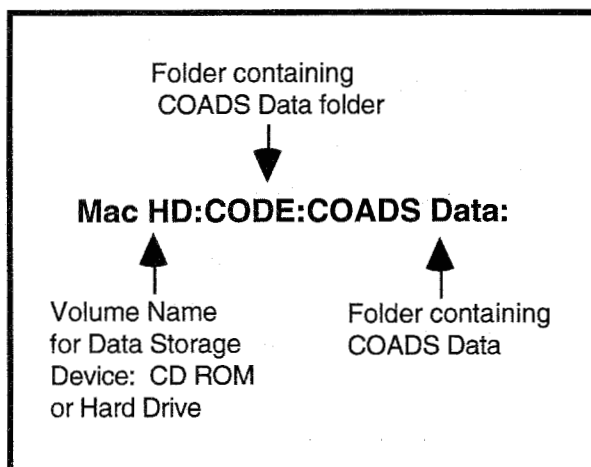 Folder containing
COADS Data folder
Mac HD:CODE:COADS Data:
Volume Name
for Data Storage
Device: CD ROM
or Hard Drive
Folder containing
COADS Data